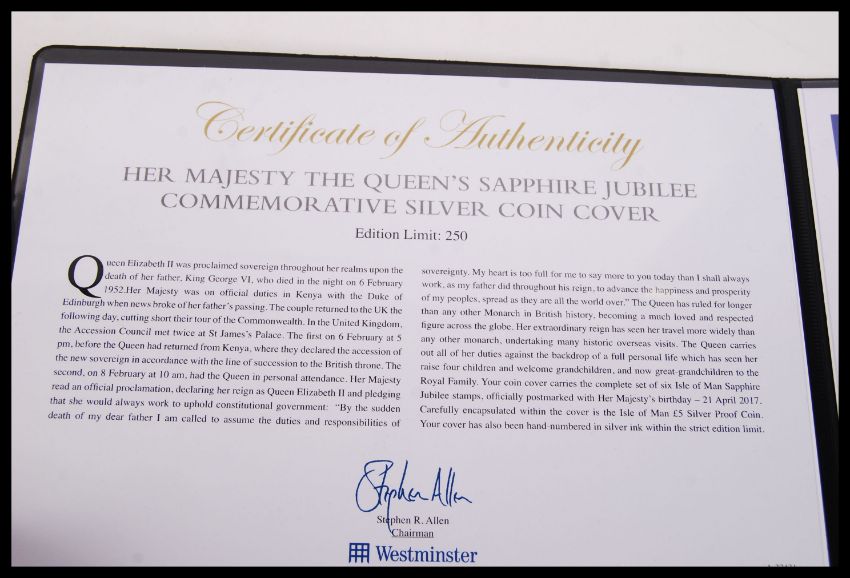 Certificate of Authenticity
HER MAJESTY THE QUEEN'S SAPPHIRE JUBILEE
COMMEMORATIVE SILVER COIN COVER
Edition Limit: 250
Queen Elizabeth II was proclaimed sovereign throughout her realms upon the
death of her father, King George VI, who died in the night on 6 February
1952.Her Majesty was on official duties in Kenya with the Duke of
Edinburgh when news broke of her father's passing. The couple returned to the UK the
following day, cutting short their tour of the Commonwealth. In the United Kingdom,
the Accession Council met twice at St James's Palace. The first on 6 February at 5
pm, before the Queen had returned from Kenya, where they declared the accession of
the new sovereign in accordance with the line of succession to the British throne. The
second, on 8 February at 10 am, had the Queen in personal attendance. Her Majesty
read an official proclamation, declaring her reign as Queen Elizabeth II and pledging
that she would always work to uphold constitutional government: "By the sudden
death of my dear father I am called to assume the duties and responsibilities of
sovereignty. My heart is too full for me to say more to you today than I shall always
work, as my father did throughout his reign, to advance the happiness and prosperity
of my peoples, spread as they are all the world over." The Queen has ruled for longer
than any other Monarch in British history, becoming a much loved and respected
figure across the globe. Her extraordinary reign has seen her travel more widely than
any other monarch, undertaking many historic overseas visits. The Queen carries
out all of her duties against the backdrop of a full personal life which has seen her
raise four children and welcome grandchildren, and now great-grandchildren to the
Royal Family. Your coin cover carries the complete set of six Isle of Man Sapphire
Jubilee stamps, officially postmarked with Her Majesty's birthday – 21 April 2017.
Carefully encapsulated within the cover is the Isle of Man £5 Silver Proof Coin.
Your cover has also been hand-numbered in silver ink within the strict edition limit.
Stephen Allen
Stephen R. Allen
Chairman
Westminster